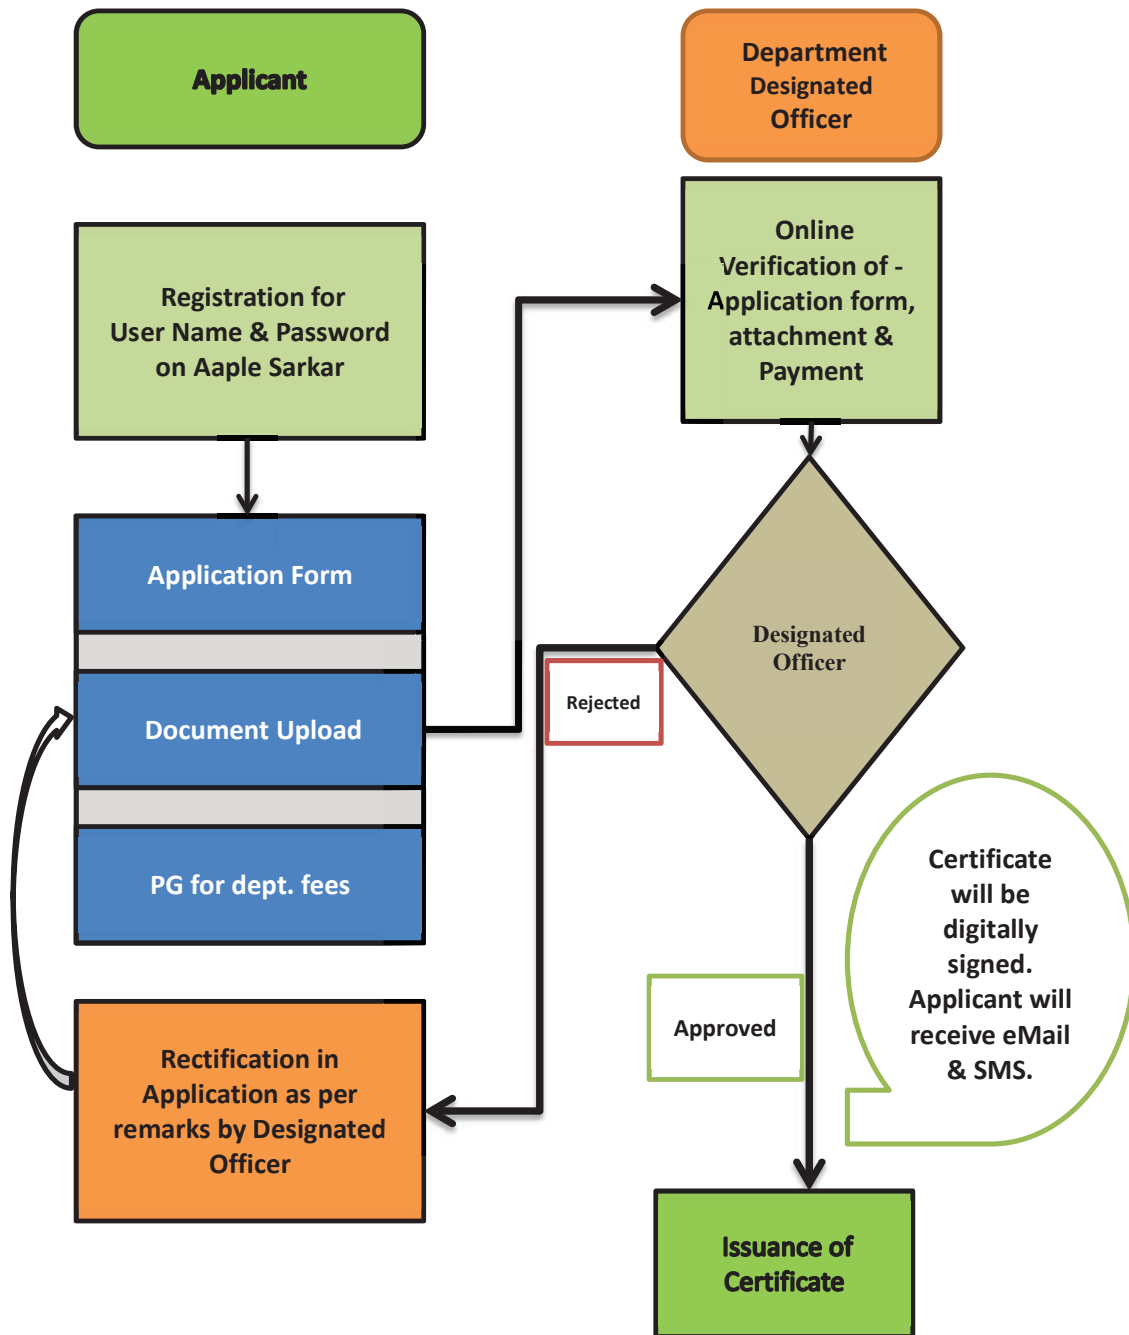 Applicant
Department
Designated
Officer
Registration for
User Name & Password
on Aaple Sarkar
Online
Verification of -
Application form,
attachment &
Payment
Application Form
Document Upload
PG for dept. fees
Designated
Officer
Rejected
Approved
Certificate
will be
digitally
signed.
Applicant will
receive eMail
& SMS.
Rectification in
Application as per
remarks by Designated
Officer
Issuance of
Certificate